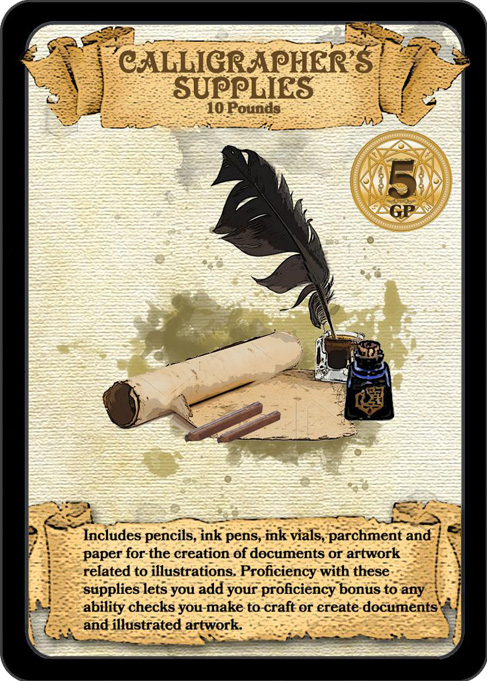 CALLIGRAPHER'S
SUPPLIES
10 Pounds
5
GP
Includes pencils, ink pens, ink vials, parchment and
paper for the creation of documents or artwork
related to illustrations. Proficiency with these
supplies lets you add your proficiency bonus to any
ability checks you make to craft or create documents
and illustrated artwork.